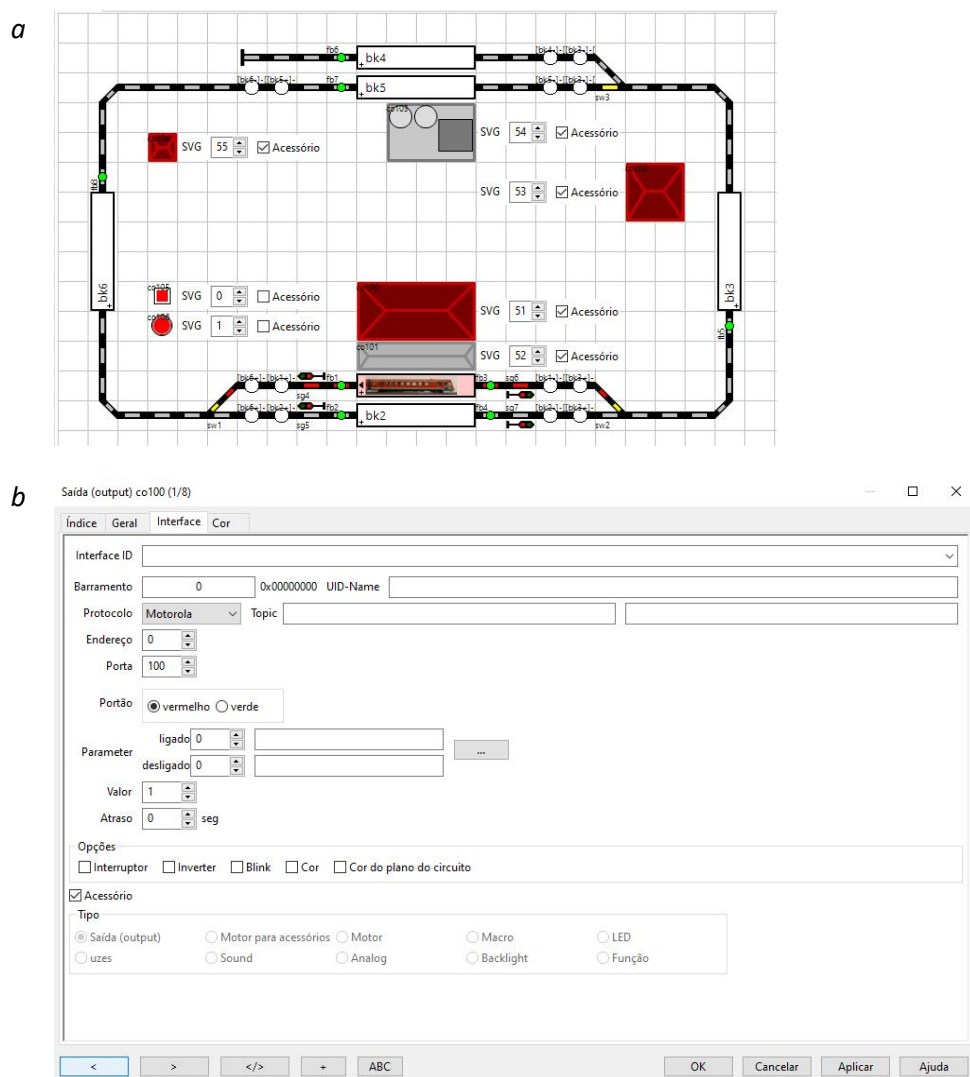 a
fb6 bk4 [bk4-]-[[bk3-]-[
[bk6-]-[[bk5+]- fb7 bk5 [bk5-]-[[bk3-]-[
sw3
SVG 55 Acessório
co103 SVG 54 Acessório
SVG 53 Acessório
fb8
bk6
bk3
fb5
co105 SVG 0 Acessório
co106 SVG 1 Acessório
co100 SVG 51 Acessório
co101 SVG 52 Acessório
[bk6+]-[bk1+]- fb1 fb3 sg6 [bk1-]-[[bk3+]-[
sg4
[bk6+]-[bk2+]- fb2 bk2 fb4 sg7 [bk2-]-[[bk3+]-[
sw1 sg5 sw2
b
Saída (output) co100 (1/8)
Índice Geral Interface Cor
Interface ID
Barramento 0 0x00000000 UID-Name
Protocolo Motorola Topic
Endereço 0
Porta 100
Portão vermelho verde
Parameter ligado 0 ...
desligado 0
Valor 1
Atraso 0 seg
Opções
Interruptor Inverter Blink Cor Cor do plano do circuito
Acessório
Tipo
Saída (output) Motor para acessórios Motor Macro LED
uzes Sound Analog Backlight Função
< > </> + ABC OK Cancelar Aplicar Ajuda